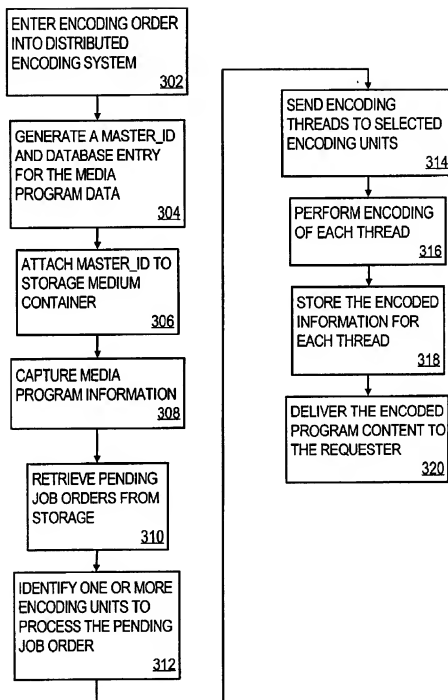 ENTER ENCODING ORDER
INTO DISTRIBUTED
ENCODING SYSTEM
302
GENERATE A MASTER_ID
AND DATABASE ENTRY
FOR THE MEDIA
PROGRAM DATA
304
ATTACH MASTER_ID TO
STORAGE MEDIUM
CONTAINER
306
CAPTURE MEDIA
PROGRAM INFORMATION
308
RETRIEVE PENDING
JOB ORDERS FROM
STORAGE
310
IDENTIFY ONE OR MORE
ENCODING UNITS TO
PROCESS THE PENDING
JOB ORDER
312
SEND ENCODING
THREADS TO SELECTED
ENCODING UNITS
314
PERFORM ENCODING
OF EACH THREAD
316
STORE THE ENCODED
INFORMATION FOR
EACH THREAD
318
DELIVER THE ENCODED
PROGRAM CONTENT TO
THE REQUESTER
320